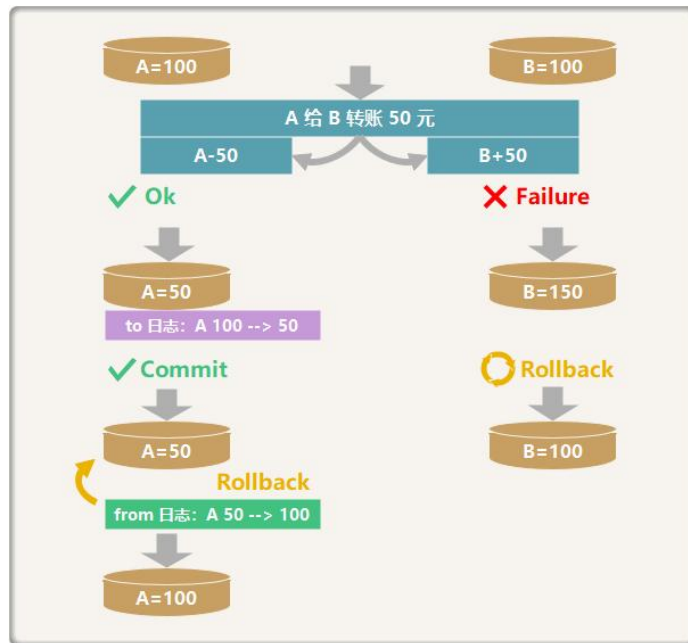 A=100
B=100
A 给 B 转账 50 元
A-50
B+50
Ok
Failure
A=50
B=150
to 日志：A 100 --> 50
Commit
Rollback
A=50
B=100
Rollback
from 日志：A 50 --> 100
A=100